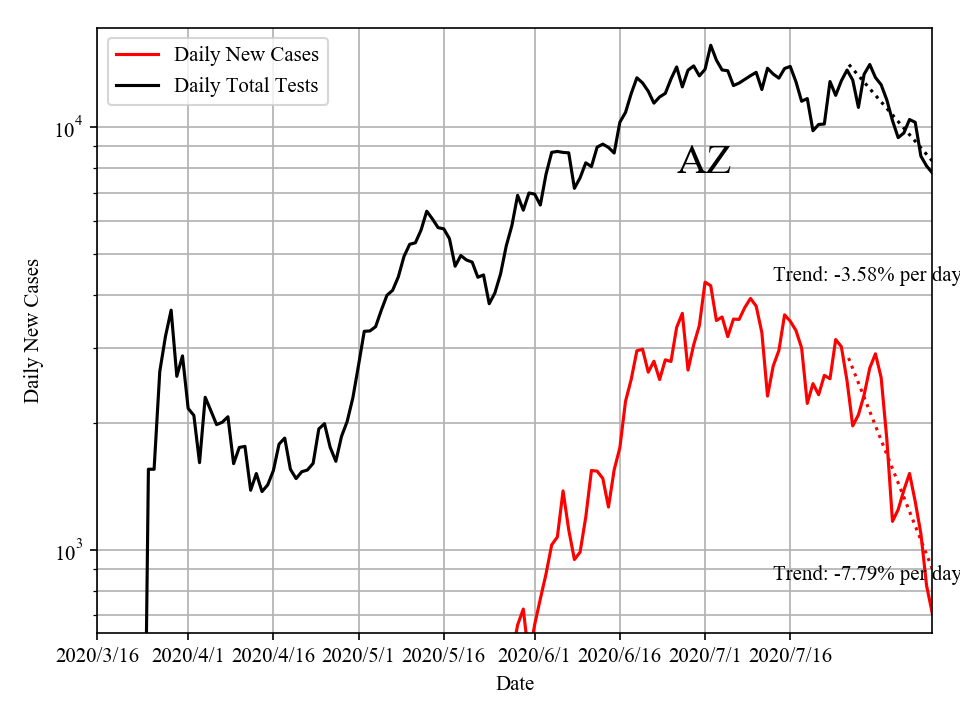 Daily New Cases
Daily Total Tests
10^4
AZ
Trend: -3.58% per day
Daily New Cases
10^3
Trend: -7.79% per day
2020/3/16 2020/4/1 2020/4/16 2020/5/1 2020/5/16 2020/6/1 2020/6/16 2020/7/1 2020/7/16
Date